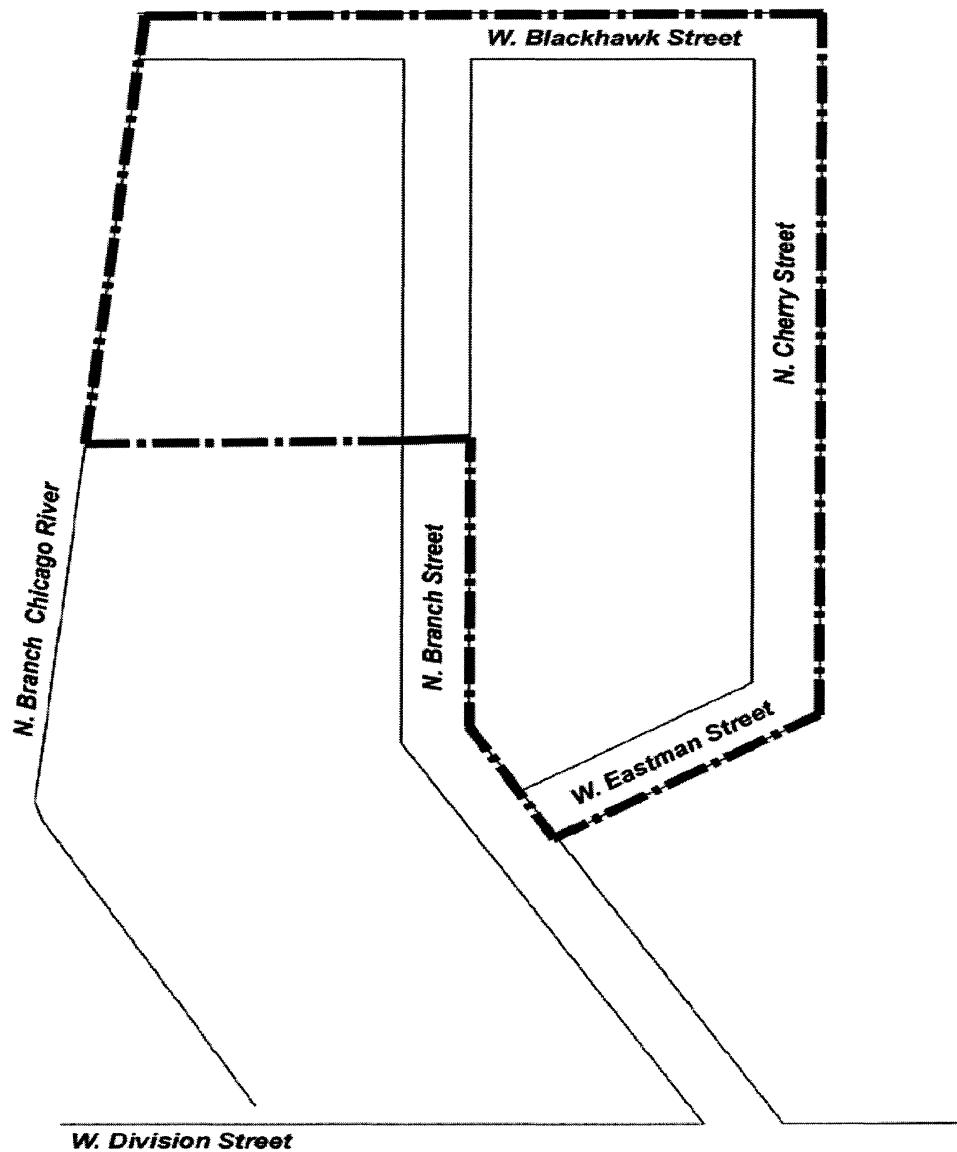 W. Blackhawk Street
N. Cherry Street
N. Branch Chicago River
N. Branch Street
W. Eastman Street
W. Division Street